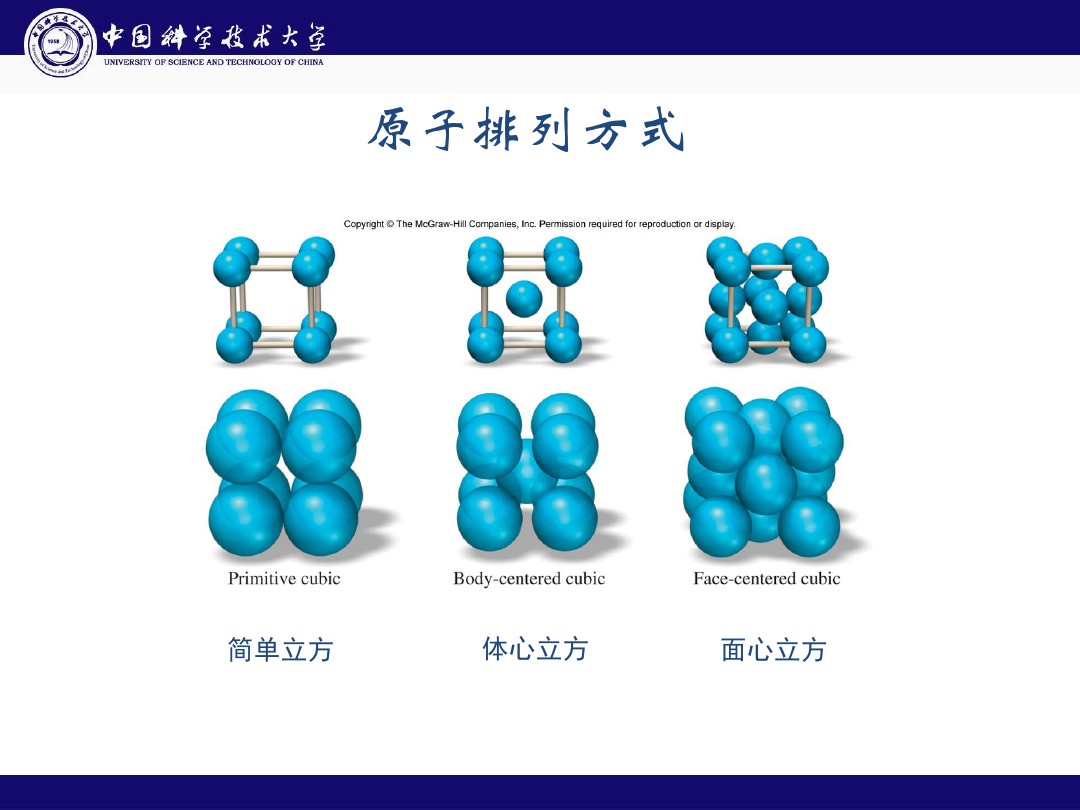 中国科学技术大学
UNIVERSITY OF SCIENCE AND TECHNOLOGY OF CHINA
原子排列方式
Copyright © The McGraw-Hill Companies, Inc. Permission required for reproduction or display.
Primitive cubic
Body-centered cubic
Face-centered cubic
简单立方
体心立方
面心立方